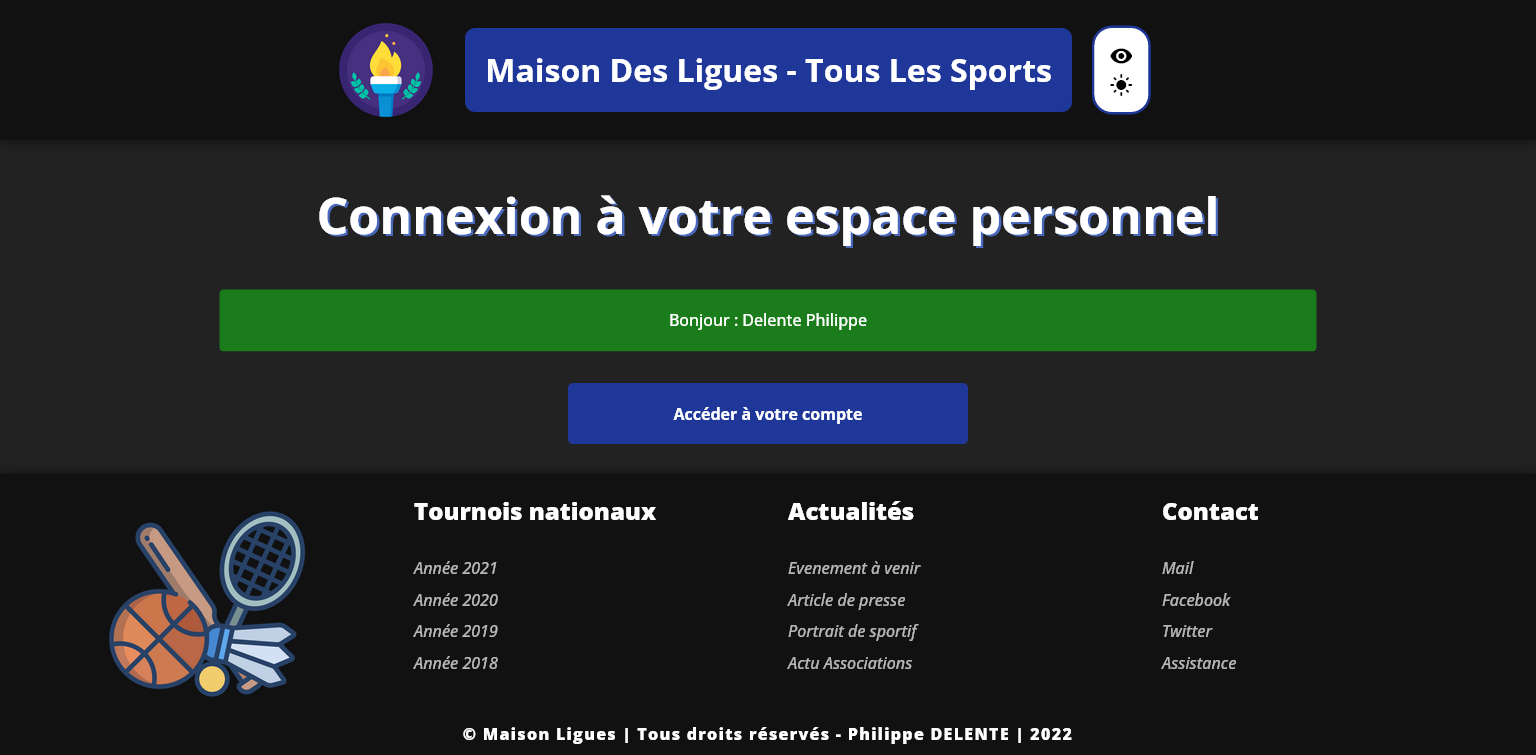 Maison Des Ligues - Tous Les Sports
Connexion à votre espace personnel
Bonjour : Delente Philippe
Accéder à votre compte
Tournois nationaux
Année 2021
Année 2020
Année 2019
Année 2018
Actualités
Evenement à venir
Article de presse
Portrait de sportif
Actu Associations
Contact
Mail
Facebook
Twitter
Assistance
© Maison Ligues | Tous droits réservés - Philippe DELENTE | 2022